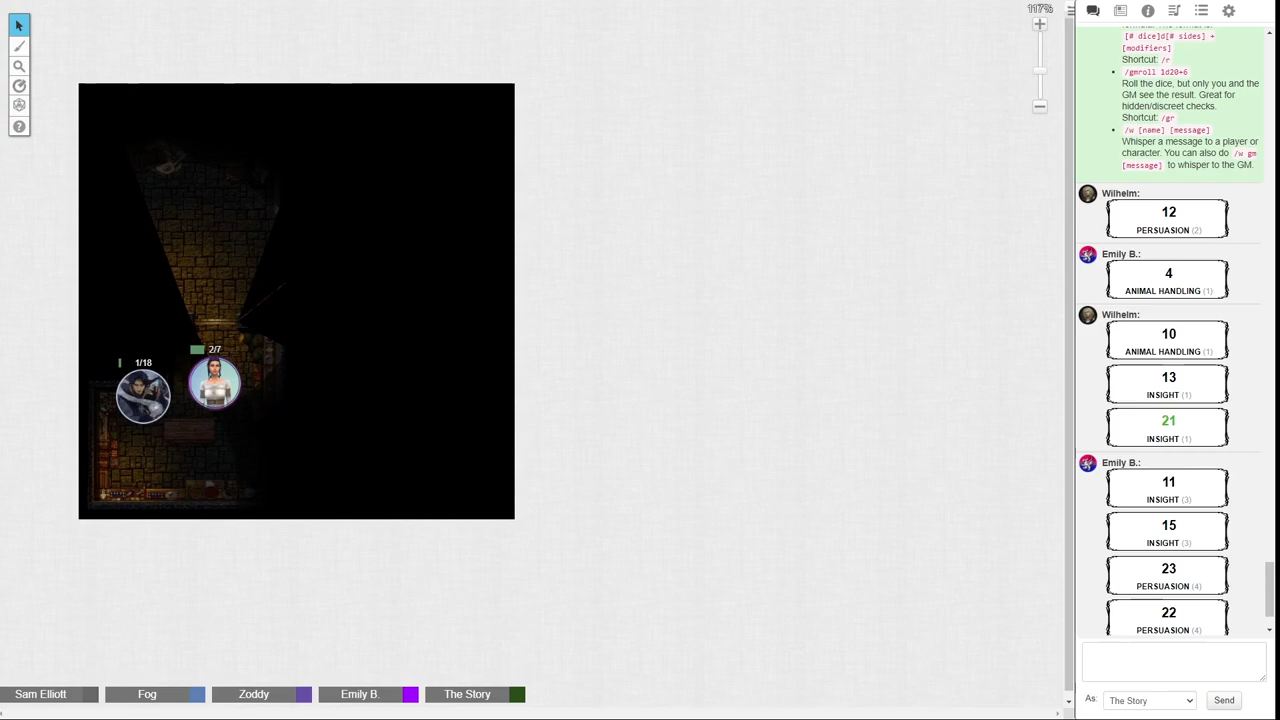 117%
[# dice]d[# sides] +
[modifiers]
Shortcut: /r
/gmroll 1d20+6
Roll the dice, but only you and the
GM see the result. Great for
hidden/discreet checks.
Shortcut: /gr
/w [name] [message]
Whisper a message to a player or
character. You can also do /w gm
[message] to whisper to the GM.
Wilhelm:
12
PERSUASION (2)
Emily B.:
4
ANIMAL HANDLING (1)
Wilhelm:
10
ANIMAL HANDLING (1)
13
INSIGHT (1)
21
INSIGHT (1)
Emily B.:
11
INSIGHT (3)
15
INSIGHT (3)
23
PERSUASION (4)
22
PERSUASION (4)
1/18
2/7
Sam Elliott
Fog
Zoddy
Emily B.
The Story
As:
The Story
Send